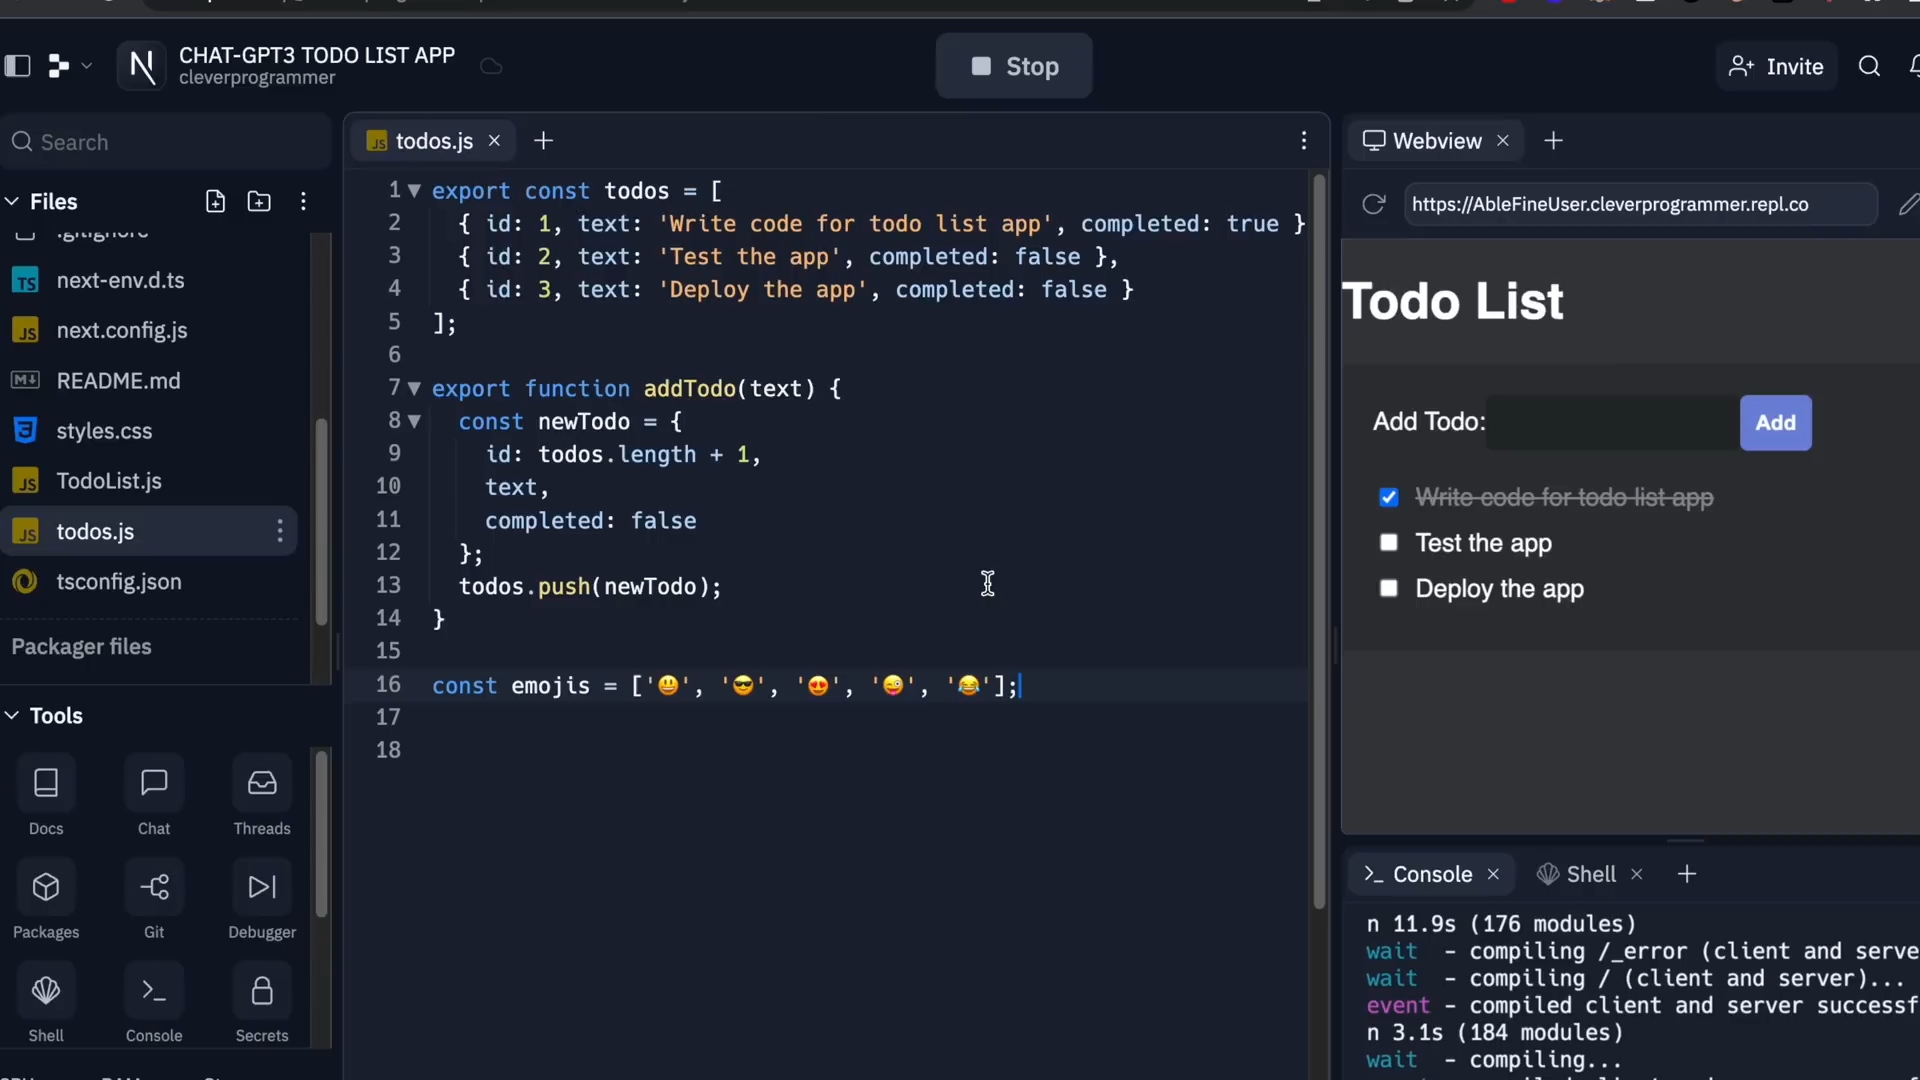 CHAT-GPT3 TODO LIST APP
cleverprogrammer
Stop
Invite
Search
Files
.gitignore
next-env.d.ts
next.config.js
README.md
styles.css
TodoList.js
todos.js
tsconfig.json
Packager files
Tools
Docs
Chat
Threads
Packages
Git
Debugger
Shell
Console
Secrets
todos.js
1 export const todos = [
2 { id: 1, text: 'Write code for todo list app', completed: true }
3 { id: 2, text: 'Test the app', completed: false },
4 { id: 3, text: 'Deploy the app', completed: false }
5 ];
6
7 export function addTodo(text) {
8 const newTodo = {
9 id: todos.length + 1,
10 text,
11 completed: false
12 };
13 todos.push(newTodo);
14 }
15
16 const emojis = ['😃', '😎', '😍', '😜', '😂'];
17
18
Webview
https://AbleFineUser.cleverprogrammer.repl.co
Todo List
Add Todo:
Add
Write code for todo list app
Test the app
Deploy the app
Console
Shell
n 11.9s (176 modules)
wait - compiling /_error (client and serve
wait - compiling / (client and server)...
event - compiled client and server successf
n 3.1s (184 modules)
wait - compiling...